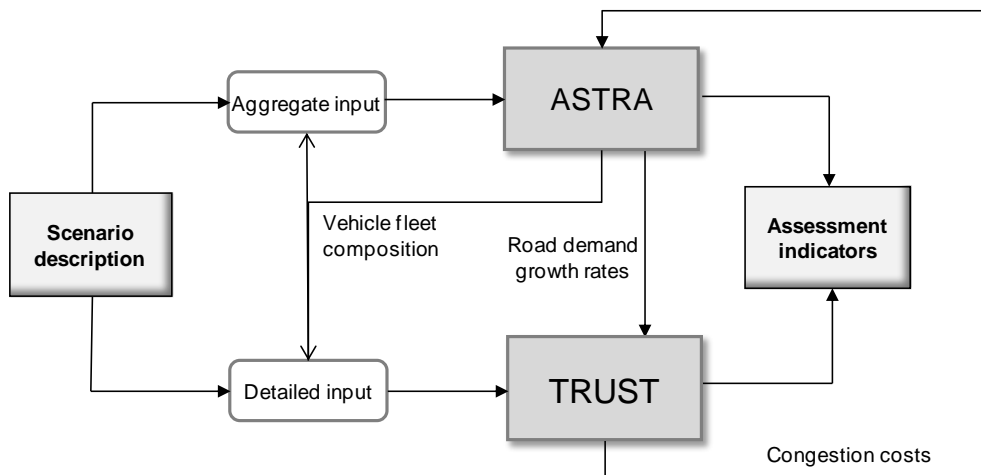 Aggregate input
ASTRA
Scenario
description
Vehicle fleet
composition
Road demand
growth rates
Assessment
indicators
Detailed input
TRUST
Congestion costs